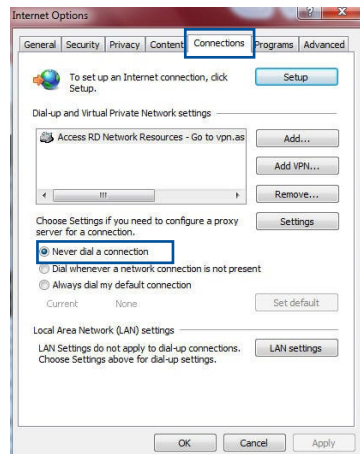 Internet Options
General Security Privacy Content Connections Programs Advanced
To set up an Internet connection, click
Setup.
Setup
Dial-up and Virtual Private Network settings
Access RD Network Resources - Go to vpn.as
Add...
Add VPN...
Remove...
Choose Settings if you need to configure a proxy
server for a connection.
Settings
Never dial a connection
Dial whenever a network connection is not present
Always dial my default connection
Current None
Set default
Local Area Network (LAN) settings
LAN Settings do not apply to dial-up connections.
Choose Settings above for dial-up settings.
LAN settings
OK Cancel Apply